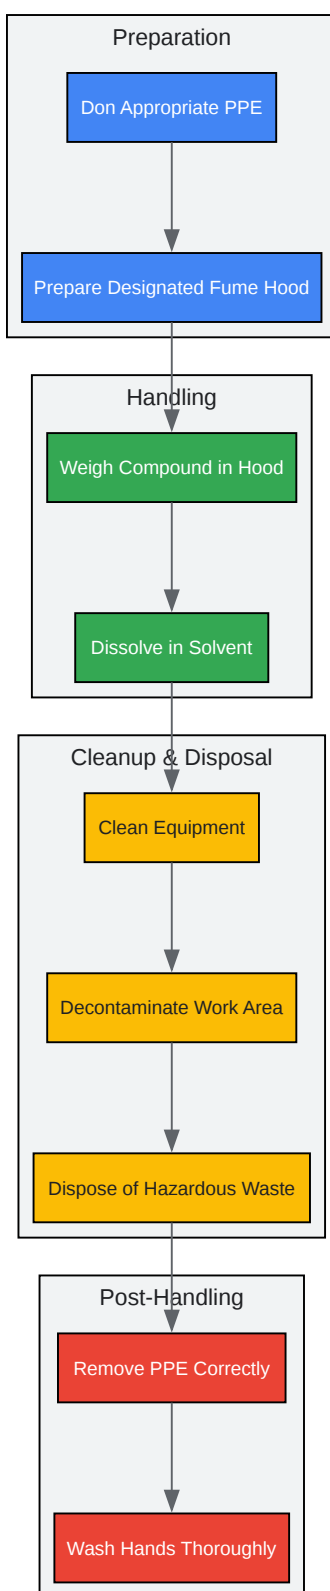 Preparation
Don Appropriate PPE
Prepare Designated Fume Hood
Handling
Weigh Compound in Hood
Dissolve in Solvent
Cleanup & Disposal
Clean Equipment
Decontaminate Work Area
Dispose of Hazardous Waste
Post-Handling
Remove PPE Correctly
Wash Hands Thoroughly